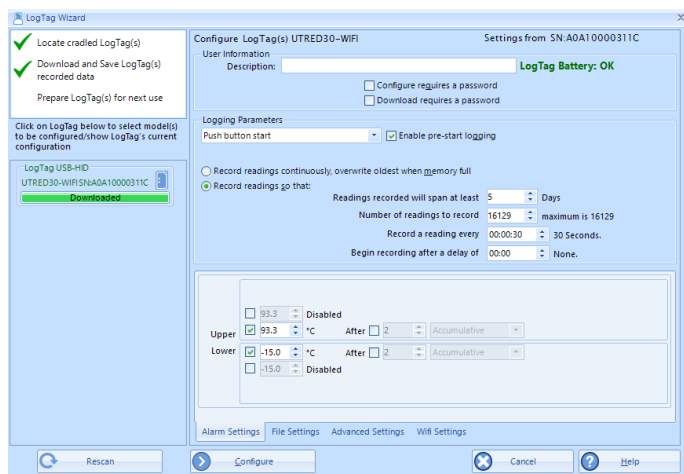 LogTag Wizard
Locate cradled LogTag(s)
Download and Save LogTag(s)
recorded data
Prepare LogTag(s) for next use
Click on LogTag below to select model(s)
to be configured/show LogTag's current
configuration
LogTag USB-HID
UTRED30-WIFISN:A0A10000311C
Downloaded
Configure LogTag(s) UTRED30-WIFI
Settings from SN:A0A10000311C
User Information
Description:
LogTag Battery: OK
Configure requires a password
Download requires a password
Logging Parameters
Push button start
Enable pre-start logging
Record readings continuously, overwrite oldest when memory full
Record readings so that:
Readings recorded will span at least 5 Days
Number of readings to record 16129 maximum is 16129
Record a reading every 00:00:30 30 Seconds.
Begin recording after a delay of 00:00 None.
93.3 Disabled
Upper 93.3 °C After 2 Accumulative
Lower -15.0 °C After 2 Accumulative
-15.0 Disabled
Alarm Settings File Settings Advanced Settings Wifi Settings
Rescan Configure Cancel Help